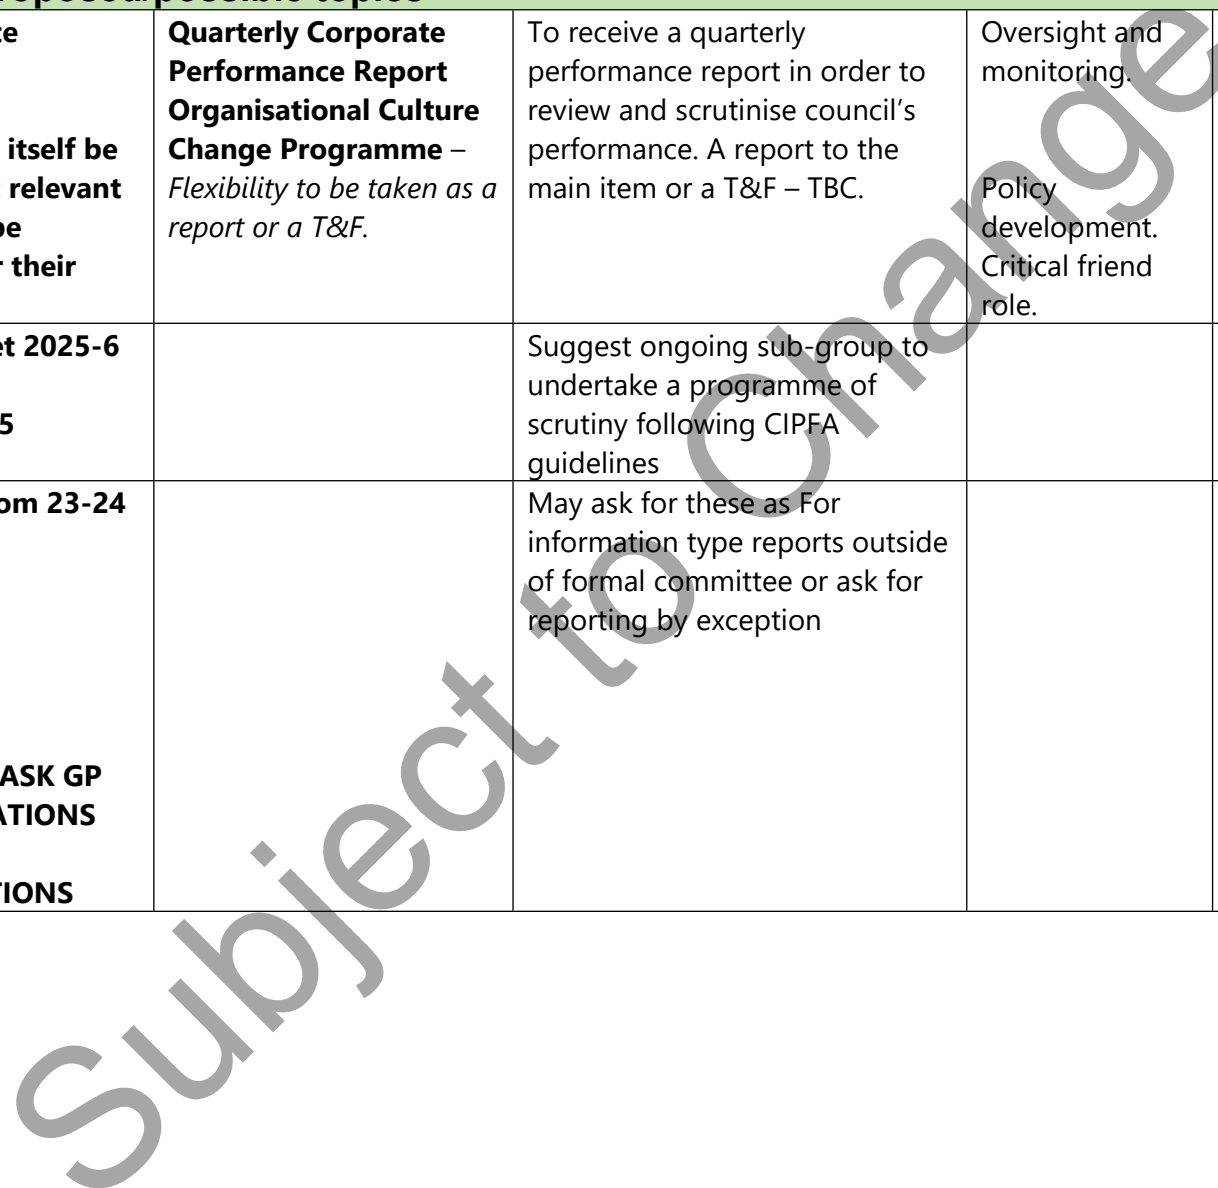 roposed/possible topics
te
itself be
relevant
be
r their
Quarterly Corporate
Performance Report
Organisational Culture
Change Programme –
Flexibility to be taken as a
report or a T&F.
To receive a quarterly
performance report in order to
review and scrutinise council’s
performance. A report to the
main item or a T&F – TBC.
Oversight and
monitoring.
Policy
development.
Critical friend
role.
et 2025-6
5
Suggest ongoing sub-group to
undertake a programme of
scrutiny following CIPFA
guidelines
om 23-24
ASK GP
ATIONS
TIONS
May ask for these as For
information type reports outside
of formal committee or ask for
reporting by exception
Subject to Change